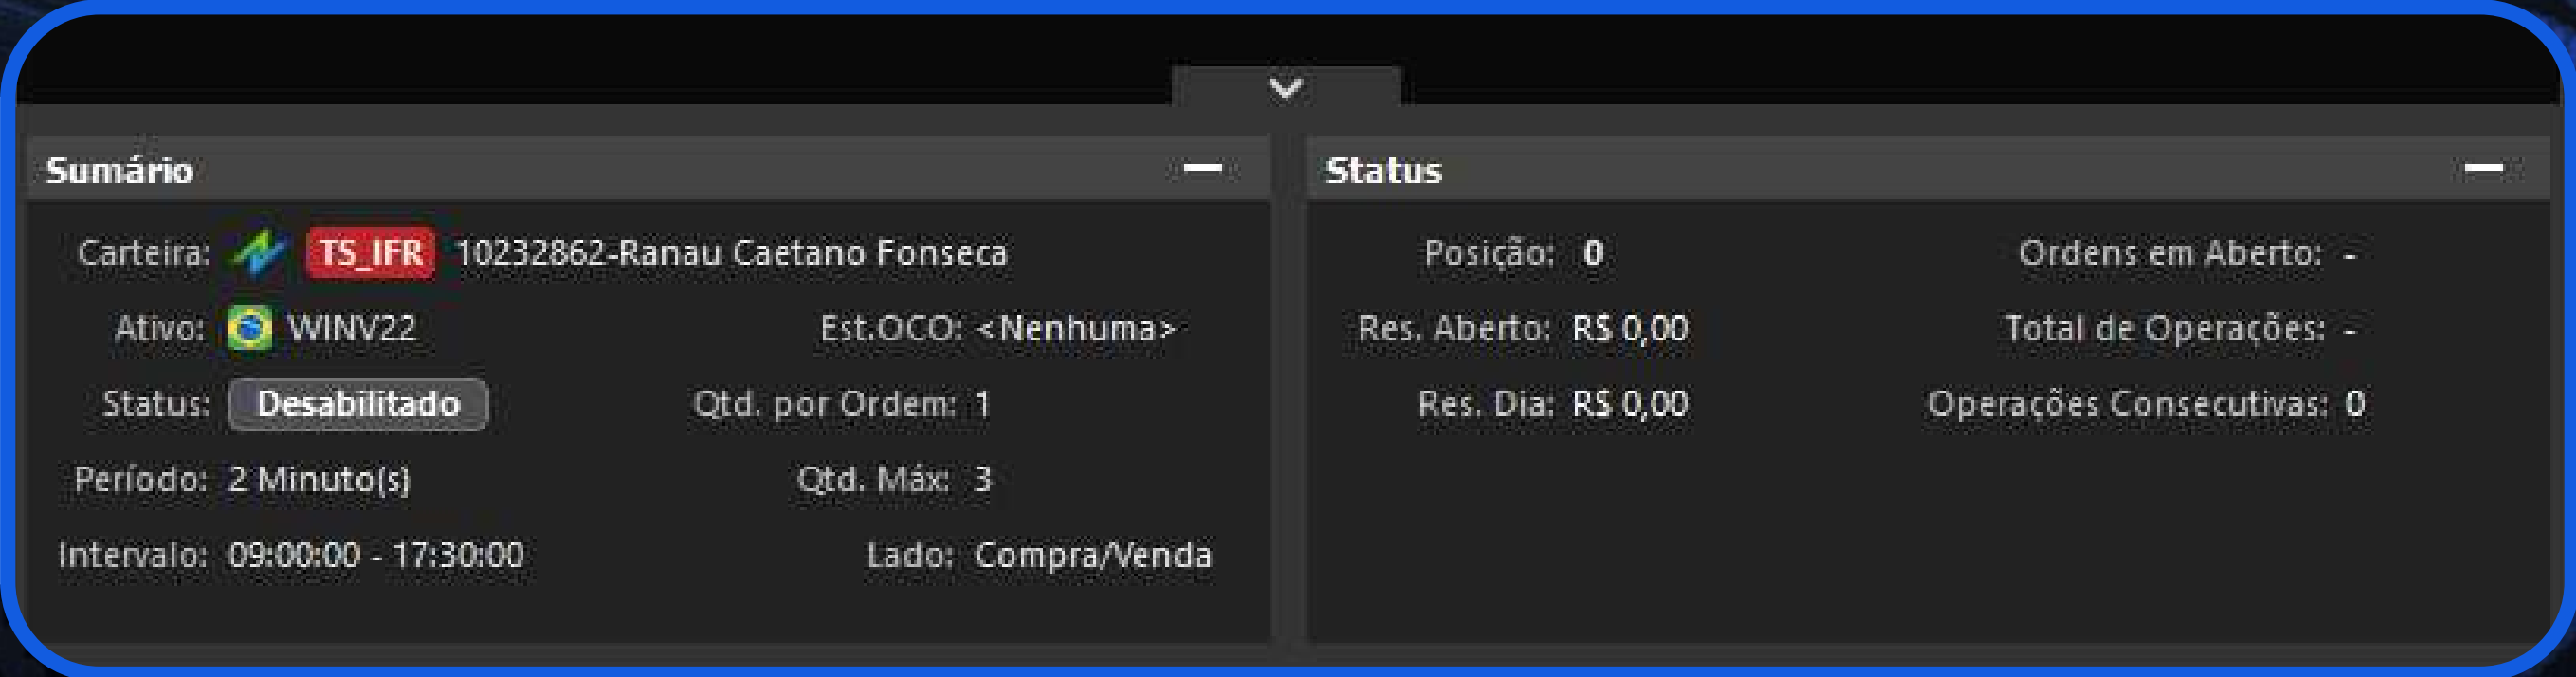 Sumário
Carteira: TS_IFR 10232862-Ranau Caetano Fonseca
Ativo: WINV22 Est.OCO: <Nenhuma>
Status: Desabilitado Qtd. por Ordem: 1
Período: 2 Minuto(s) Qtd. Máx: 3
Intervalo: 09:00:00 - 17:30:00 Lado: Compra/Venda
Status
Posição: 0 Ordens em Aberto: -
Res. Aberto: R$ 0,00 Total de Operações: -
Res. Dia: R$ 0,00 Operações Consecutivas: 0